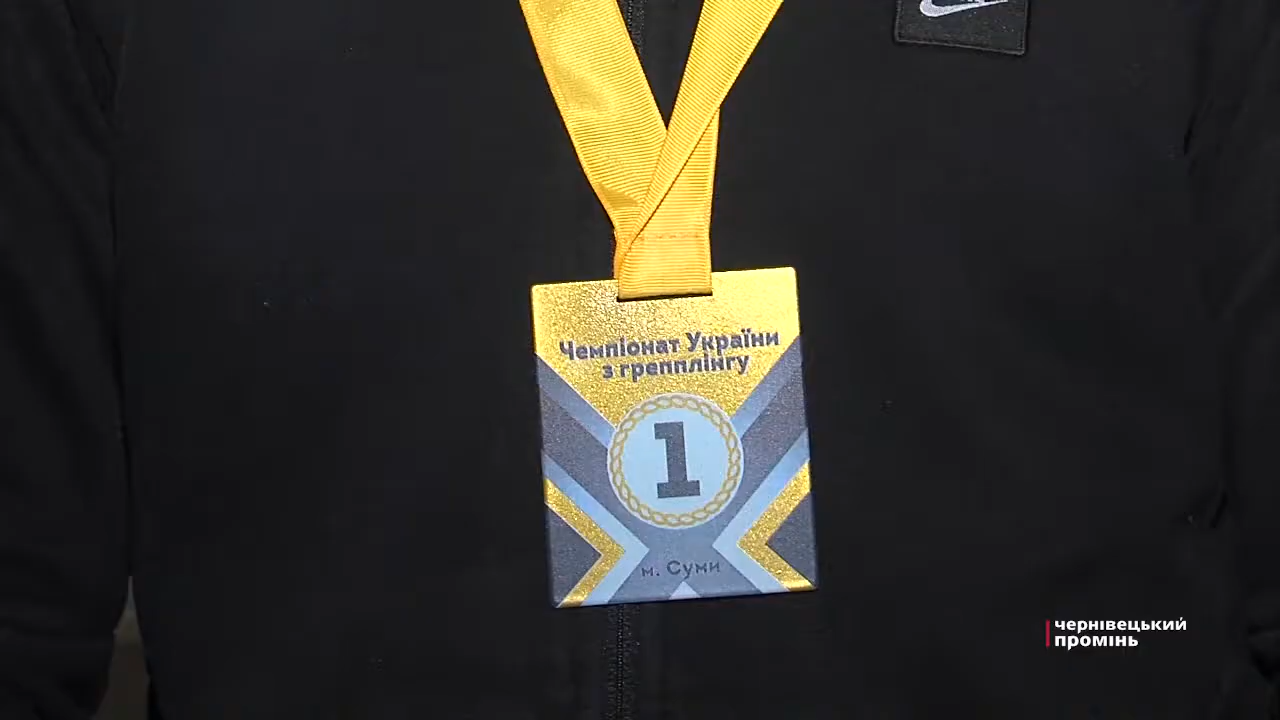 Чемпіонат України
з грепплінгу
1
м. Суми
чернівецький
промінь